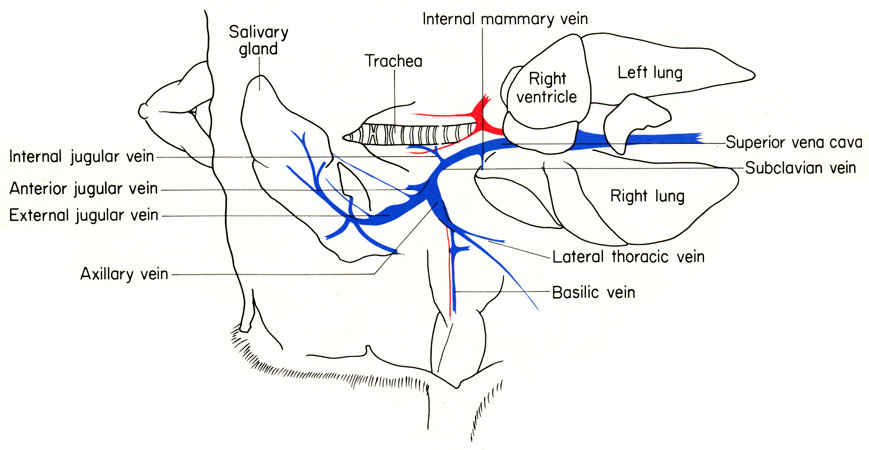 Internal mammary vein
Salivary
gland
Trachea
Right
ventricle
Left lung
Superior vena cava
Internal jugular vein
Subclavian vein
Anterior jugular vein
Right lung
External jugular vein
Lateral thoracic vein
Axillary vein
Basilic vein